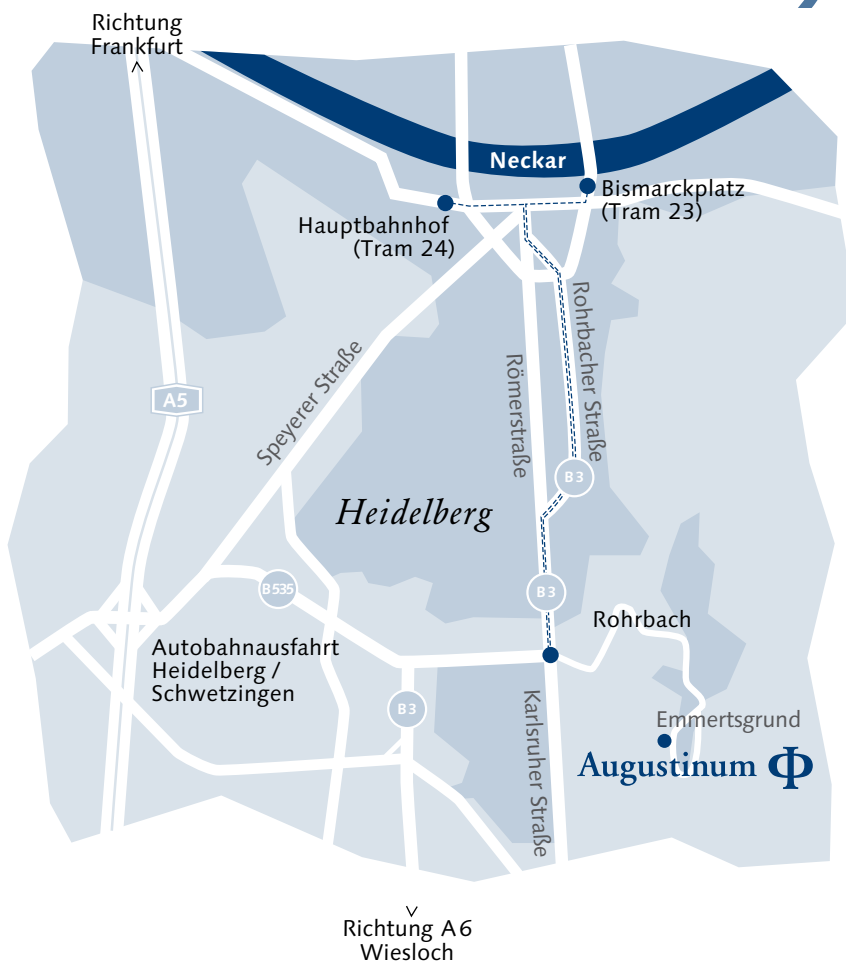 Richtung
Frankfurt
Neckar
Bismarckplatz
(Tram 23)
Hauptbahnhof
(Tram 24)
Rohrbacher Straße
Römerstraße
Speyerer Straße
A5
B3
Heidelberg
B535
B3
Rohrbach
Autobahnausfahrt
Heidelberg /
Schwetzingen
B3
Karlsruher Straße
Emmertsgrund
Augustinum Φ
Richtung A6
Wiesloch